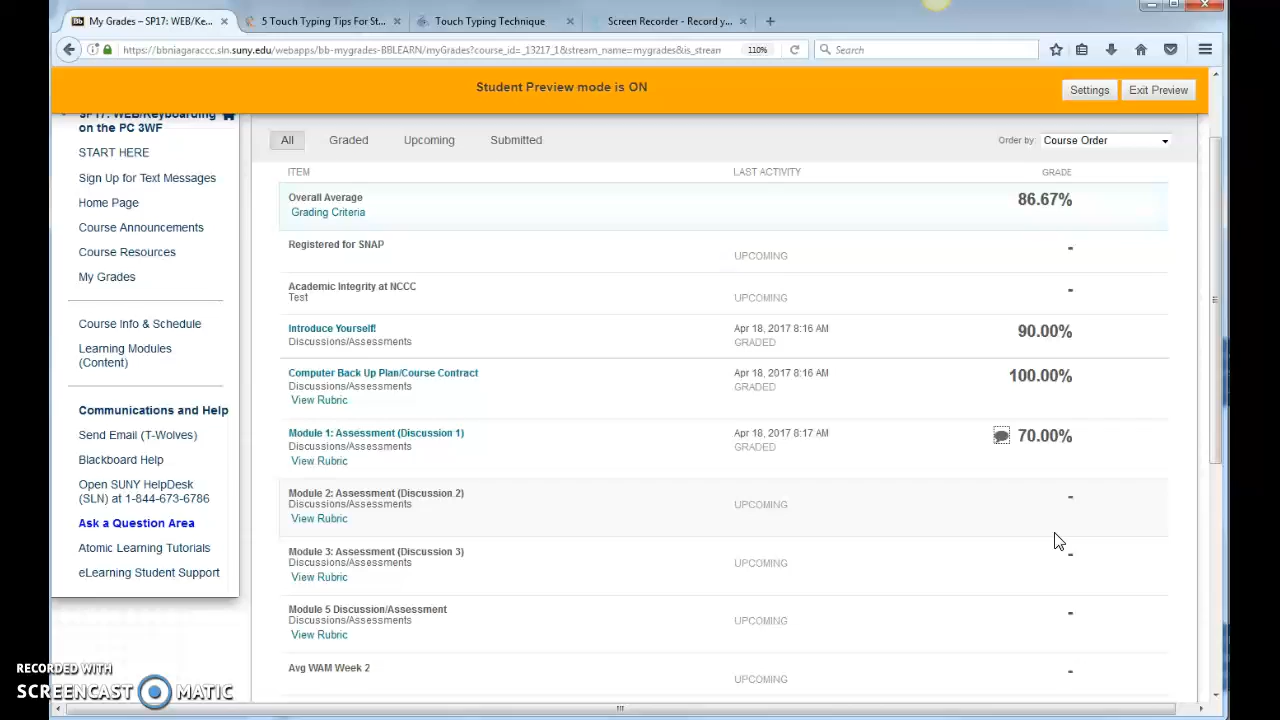 My Grades – SP17: WEB/Ke...
5 Touch Typing Tips For St...
Touch Typing Technique
Screen Recorder - Record y...
https://bbniagaraccc.sln.suny.edu/webapps/bb-mygrades-BBLEARN/myGrades?course_id=_13217_1&stream_name=mygrades&is_stream
110%
Search
Student Preview mode is ON
Settings
Exit Preview
SP17: WEB/Keyboarding
on the PC 3WF
START HERE
Sign Up for Text Messages
Home Page
Course Announcements
Course Resources
My Grades
Course Info & Schedule
Learning Modules
(Content)
Communications and Help
Send Email (T-Wolves)
Blackboard Help
Open SUNY HelpDesk
(SLN) at 1-844-673-6786
Ask a Question Area
Atomic Learning Tutorials
eLearning Student Support
All Graded Upcoming Submitted
Order by: Course Order
ITEM LAST ACTIVITY GRADE
Overall Average 86.67%
Grading Criteria
Registered for SNAP -
UPCOMING
Academic Integrity at NCCC -
Test UPCOMING
Introduce Yourself! Apr 18, 2017 8:16 AM 90.00%
Discussions/Assessments GRADED
Computer Back Up Plan/Course Contract Apr 18, 2017 8:16 AM 100.00%
Discussions/Assessments GRADED
View Rubric
Module 1: Assessment (Discussion 1) Apr 18, 2017 8:17 AM 70.00%
Discussions/Assessments GRADED
View Rubric
Module 2: Assessment (Discussion 2) -
Discussions/Assessments UPCOMING
View Rubric
Module 3: Assessment (Discussion 3) -
Discussions/Assessments UPCOMING
View Rubric
Module 5 Discussion/Assessment -
Discussions/Assessments UPCOMING
View Rubric
Avg WAM Week 2 -
UPCOMING
RECORDED WITH
SCREENCAST MATIC